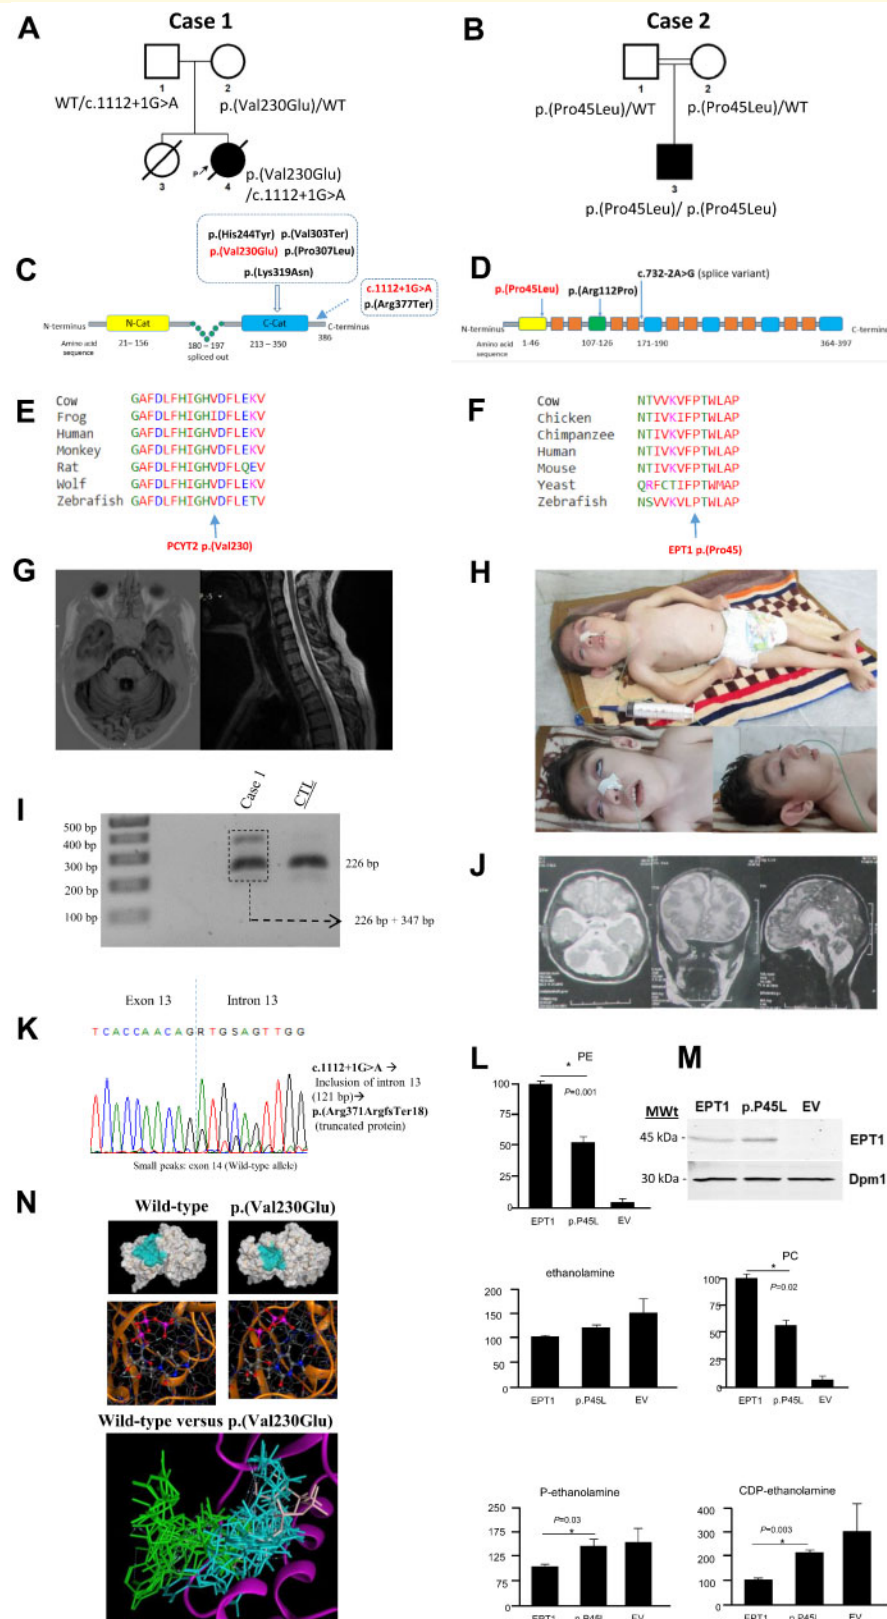 A
Case 1
1
2
WT/c.1112+1G>A
p.(Val230Glu)/WT
3
P
4
p.(Val230Glu)
/c.1112+1G>A
B
Case 2
1
2
p.(Pro45Leu)/WT
p.(Pro45Leu)/WT
3
p.(Pro45Leu)/ p.(Pro45Leu)
C
p.(His244Tyr) p.(Val303Ter)
p.(Val230Glu) p.(Pro307Leu)
p.(Lys319Asn)
c.1112+1G>A
p.(Arg377Ter)
N-terminus
N-Cat
C-Cat
C-terminus
Amino acid
sequence
21– 156
180 – 197
spliced out
213 – 350
386
D
c.732-2A>G (splice variant)
p.(Pro45Leu)
p.(Arg112Pro)
N-terminus
C-terminus
Amino acid
sequence
1-46
107-126
171-190
364-397
E
Cow GAFDLFHIGHVDFLEKV
Frog GAFDLFHIGHIDFLEKV
Human GAFDLFHIGHVDFLEKV
Monkey GAFDLFHIGHVDFLEKV
Rat GAFDLFHIGHVDFLQEV
Wolf GAFDLFHIGHVDFLEKV
Zebrafish GAFDLFHIGHVDFLETV
PCYT2 p.(Val230)
F
Cow NTVVKVFPTWLAP
Chicken NTIVKIFPTWLAP
Chimpanzee NTIVKVFPTWLAP
Human NTIVKVFPTWLAP
Mouse NTIVKVFPTWLAP
Yeast QRFCTIFPTWMAP
Zebrafish NSVVKVLPTWLAP
EPT1 p.(Pro45)
G
H
I
Case 1
CTL
500 bp
400 bp
300 bp
200 bp
100 bp
226 bp
226 bp + 347 bp
J
K
Exon 13
Intron 13
T C A C C A A C A G R T G S A G T T G G
c.1112+1G>A →
Inclusion of intron 13
(121 bp)→
p.(Arg371ArgfsTer18)
(truncated protein)
Small peaks: exon 14 (Wild-type allele)
L
PE
*
P=0.001
100
75
50
25
0
EPT1
p.P45L
EV
M
MWt
EPT1
p.P45L
EV
45 kDa
EPT1
30 kDa
Dpm1
N
Wild-type
p.(Val230Glu)
Wild-type versus p.(Val230Glu)
ethanolamine
200
150
100
50
0
EPT1
p.P45L
EV
PC
*
P=0.02
100
75
50
25
0
EPT1
p.P45L
EV
P-ethanolamine
P=0.03
*
250
175
125
75
EPT1
p.P45L
EV
CDP-ethanolamine
P=0.003
*
400
300
200
100
0
EPT1
p.P45L
EV